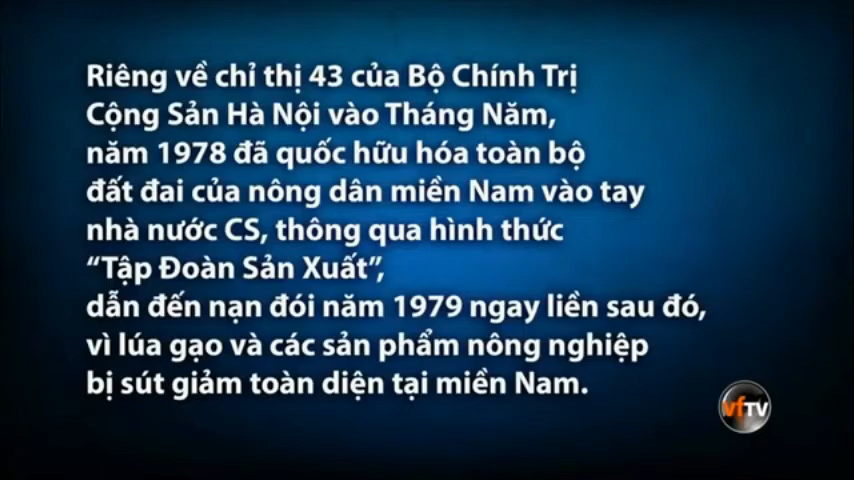 Riêng về chỉ thị 43 của Bộ Chính Trị
Cộng Sản Hà Nội vào Tháng Năm,
năm 1978 đã quốc hữu hóa toàn bộ
đất đai của nông dân miền Nam vào tay
nhà nước CS, thông qua hình thức
“Tập Đoàn Sản Xuất”,
dẫn đến nạn đói năm 1979 ngay liền sau đó,
vì lúa gạo và các sản phẩm nông nghiệp
bị sút giảm toàn diện tại miền Nam.
vfTV